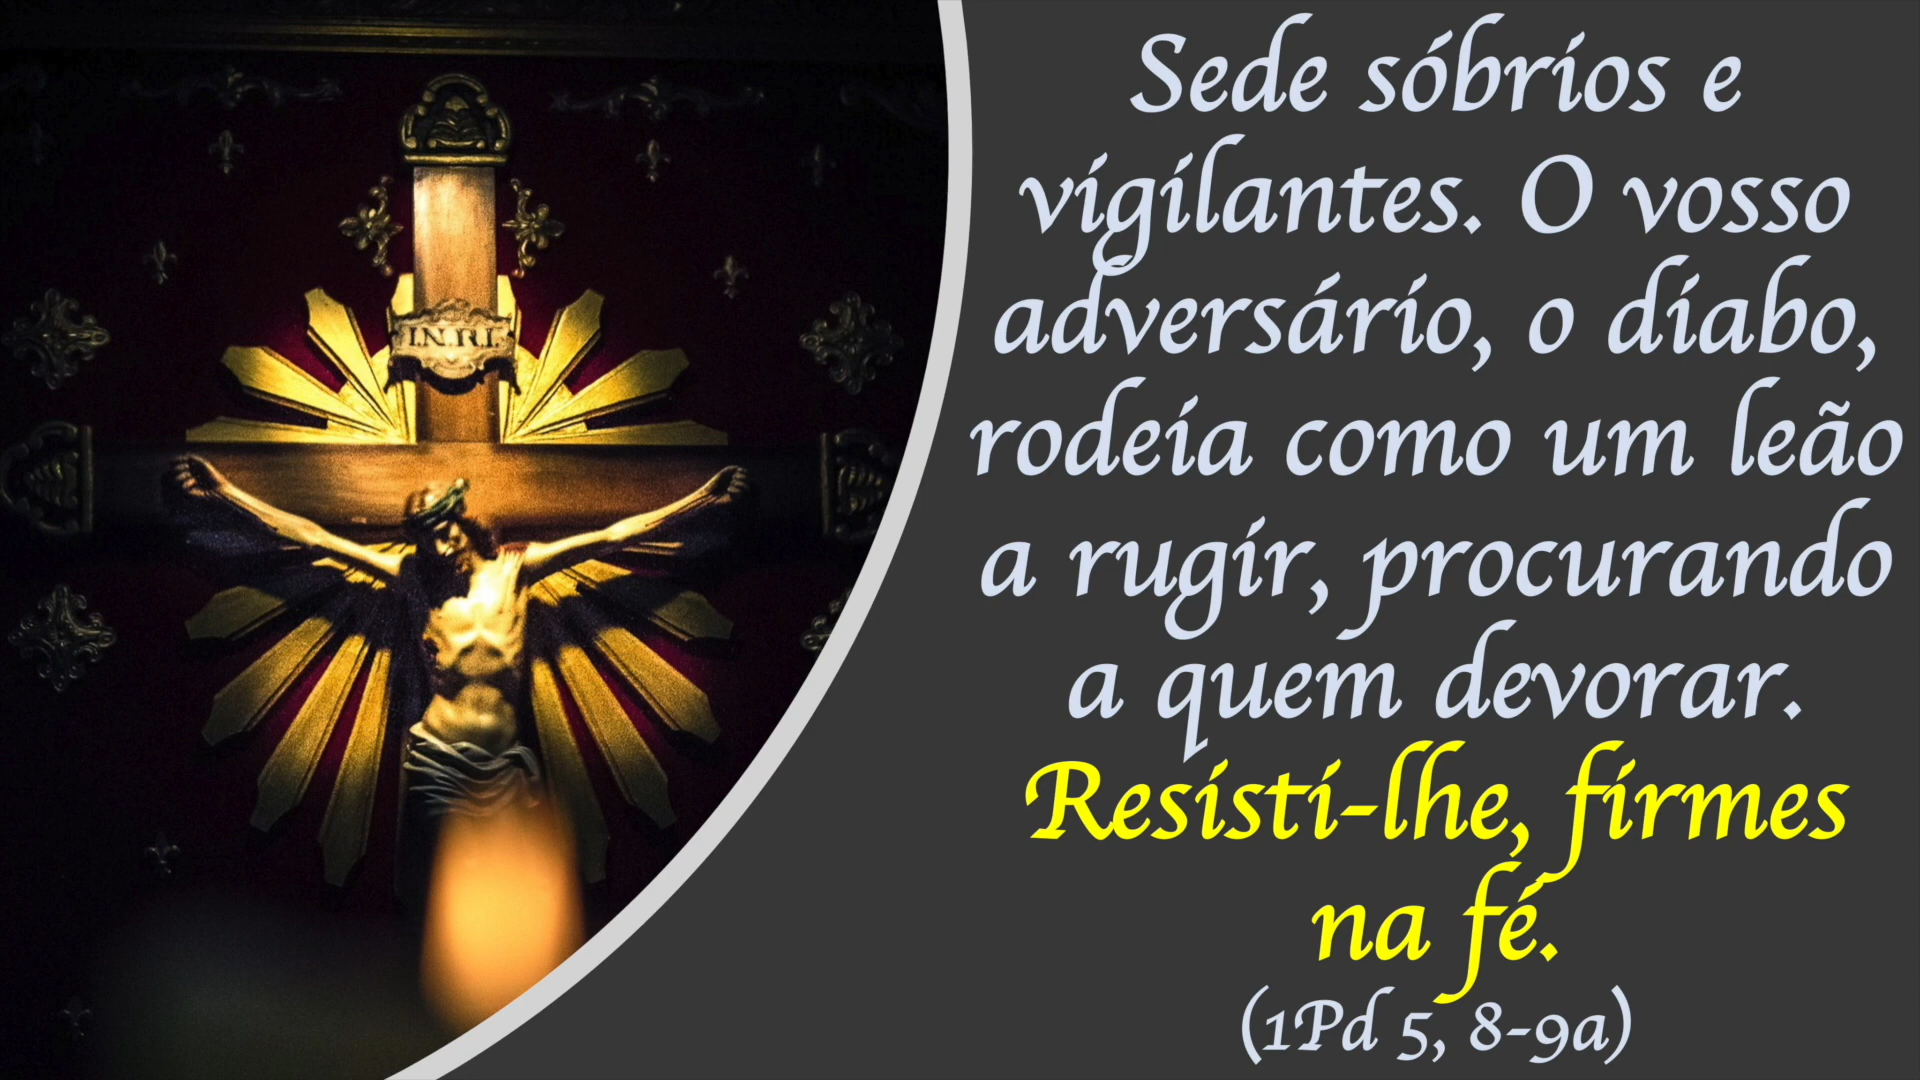 I.N.R.I.
Sede sóbrios e
vigilantes. O vosso
adversário, o diabo,
rodeia como um leão
a rugir, procurando
a quem devorar.
Resisti-lhe, firmes
na fé.
(1Pd 5, 8-9a)